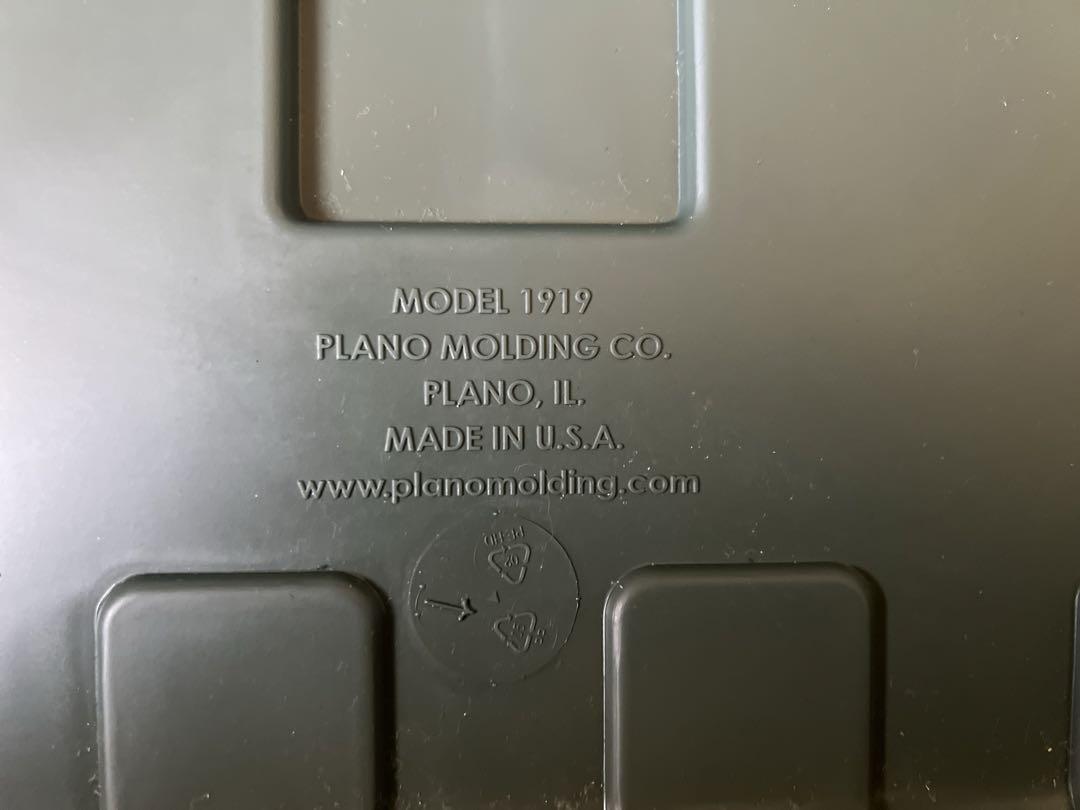 MODEL 1919
PLANO MOLDING CO.
PLANO, IL.
MADE IN U.S.A.
www.planomolding.com